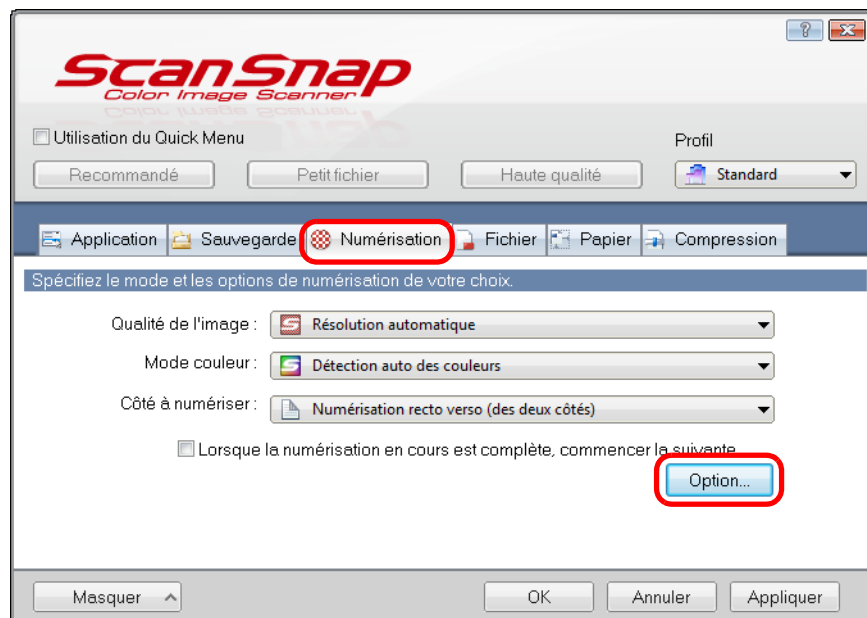 ScanSnap
Color Image Scanner
Utilisation du Quick Menu
Profil
Recommandé Petit fichier Haute qualité Standard
Application Sauvegarde Numérisation Fichier Papier Compression
Spécifiez le mode et les options de numérisation de votre choix.
Qualité de l'image : Résolution automatique
Mode couleur : Détection auto des couleurs
Côté à numériser : Numérisation recto verso (des deux côtés)
Lorsque la numérisation en cours est complète, commencer la suivante
Option...
Masquer OK Annuler Appliquer